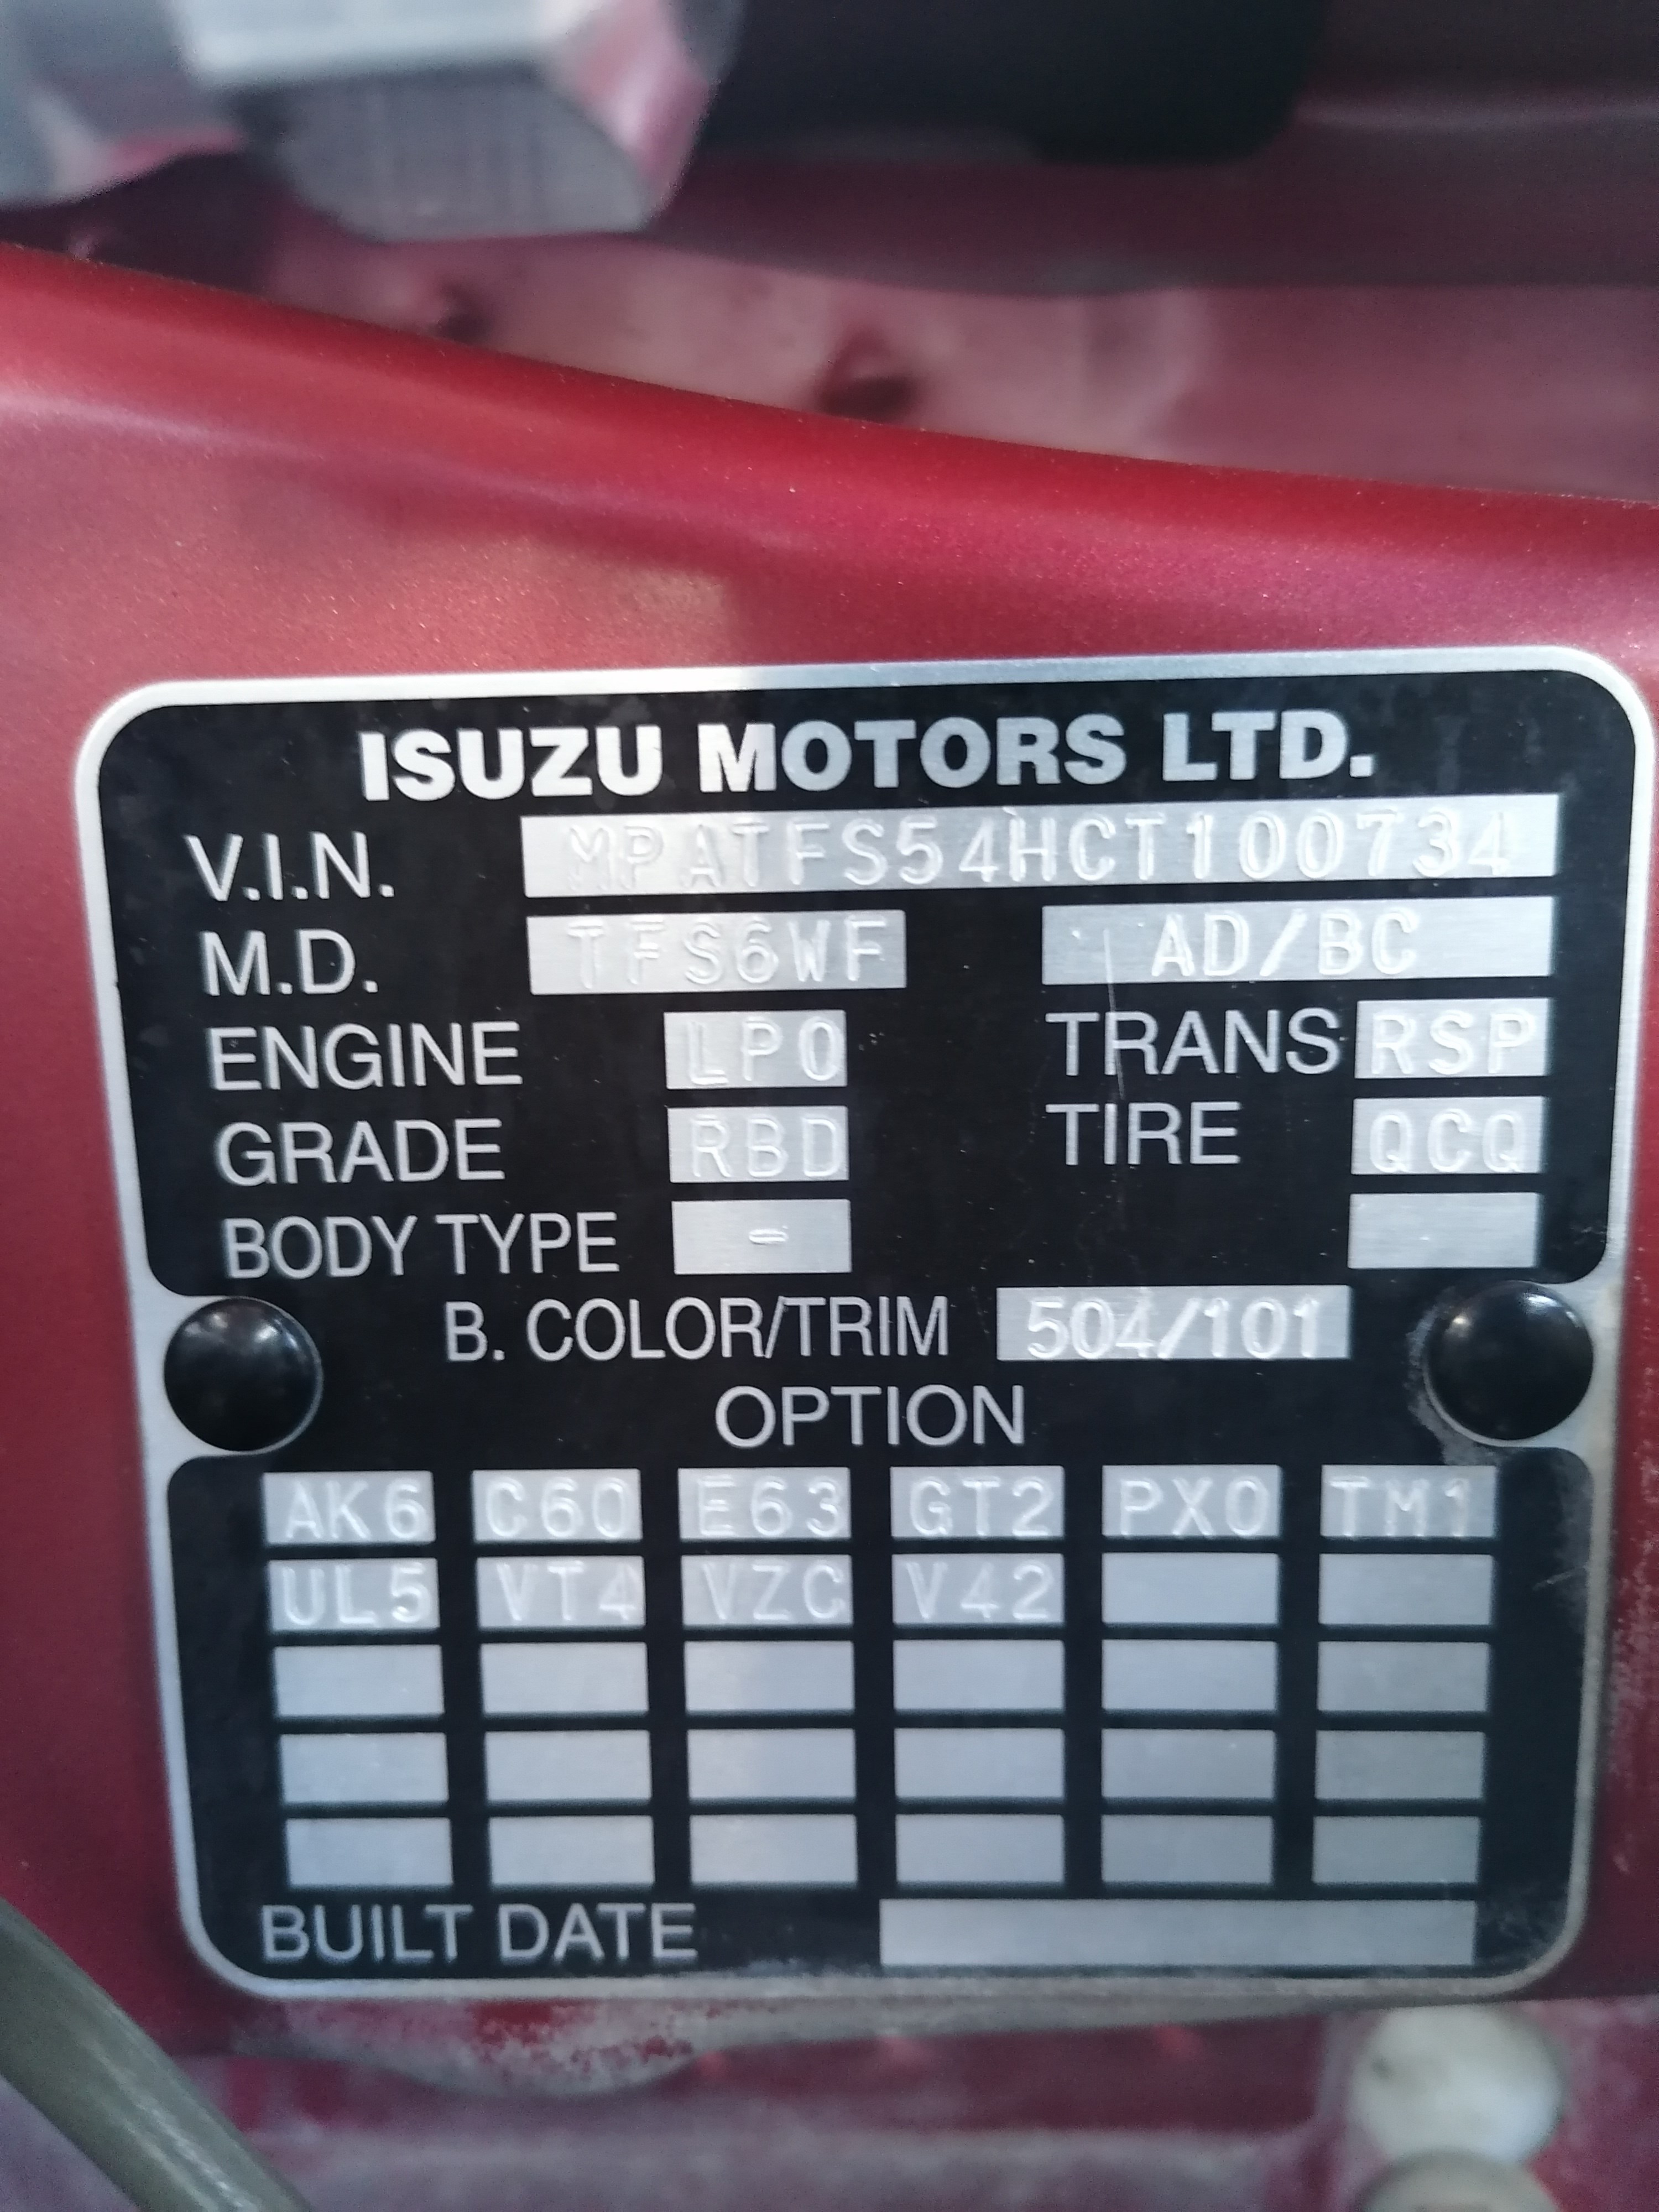 ISUZU MOTORS LTD.
V.I.N. MPATFS54HCT100734
M.D. TFS6WF AD/BC
ENGINE LP0 TRANS RSP
GRADE RBD TIRE QCQ
BODY TYPE -
B. COLOR/TRIM 504/101
OPTION
AK6 C60 E63 GT2 PX0 TM1
UL5 VT4 VZC V42
BUILT DATE